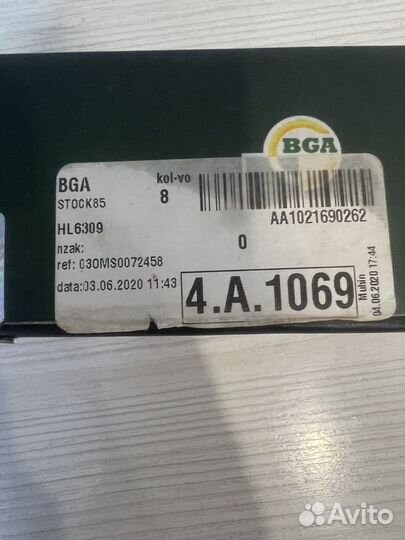 BGA
BGA
kol-vo
STOCK85
8
AA1021690262
HL6309
nzak:
0
ref: 030MS0072458
data:03.06.2020 11:43
4.A.1069
Muhin
04.06.2020 17:44
Avito